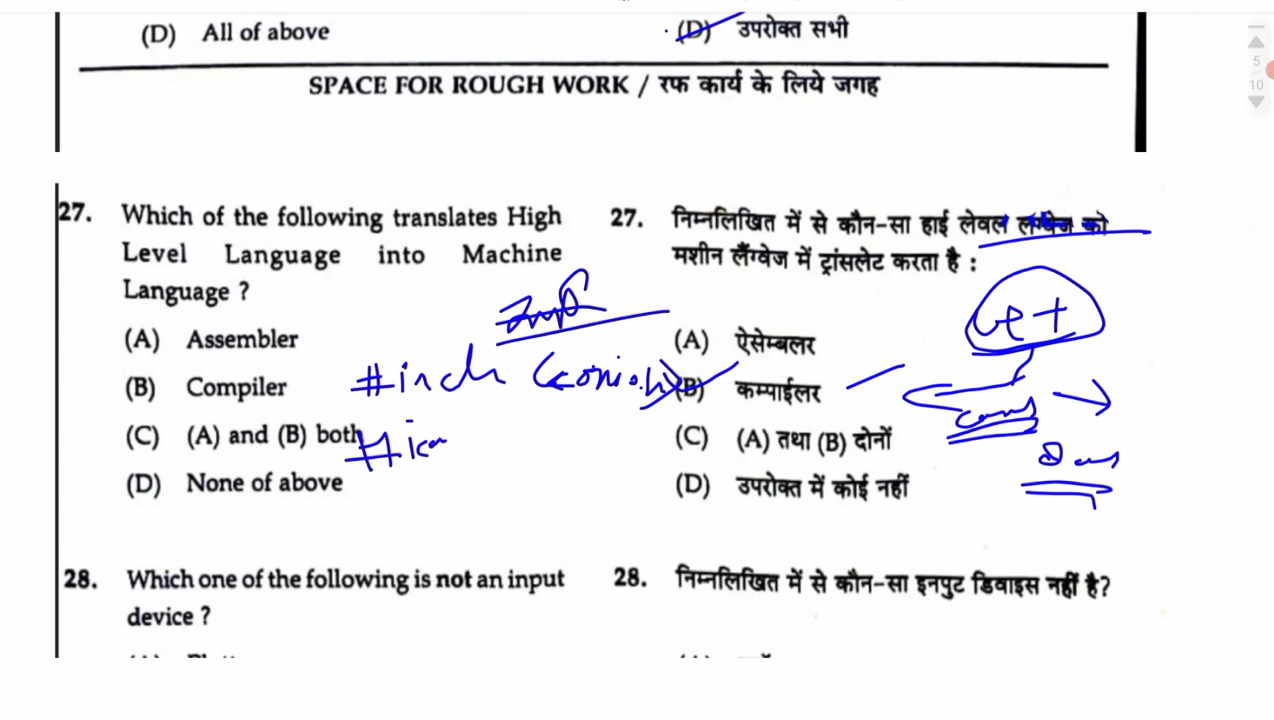 (D) All of above
(D) उपरोक्त सभी
SPACE FOR ROUGH WORK / रफ कार्य के लिये जगह
5
10
27. Which of the following translates High
Level Language into Machine
Language ?
(A) Assembler
(B) Compiler
(C) (A) and (B) both
(D) None of above
27. निम्नलिखित में से कौन-सा हाई लेवल लैंग्वेज को
मशीन लैंग्वेज में ट्रांसलेट करता है :
(A) ऐसेम्बलर
(B) कम्पाईलर
(C) (A) तथा (B) दोनों
(D) उपरोक्त में कोई नहीं
28. Which one of the following is not an input
device ?
28. निम्नलिखित में से कौन-सा इनपुट डिवाइस नहीं है?